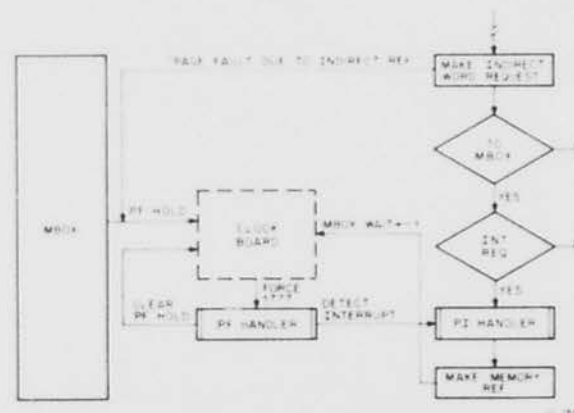 PAGE FAULT DUE TO INDIRECT REF
MAKE INDIRECT
WORD REQUEST
TO
MBOX
YES
MBOX
PF HOLD
CLOCK
BOARD
MBOX WAIT
INT
REQ
YES
CLEAR
PF HOLD
FORCE
PF HANDLER
DETECT
INTERRUPT
PI HANDLER
MAKE MEMORY
REF